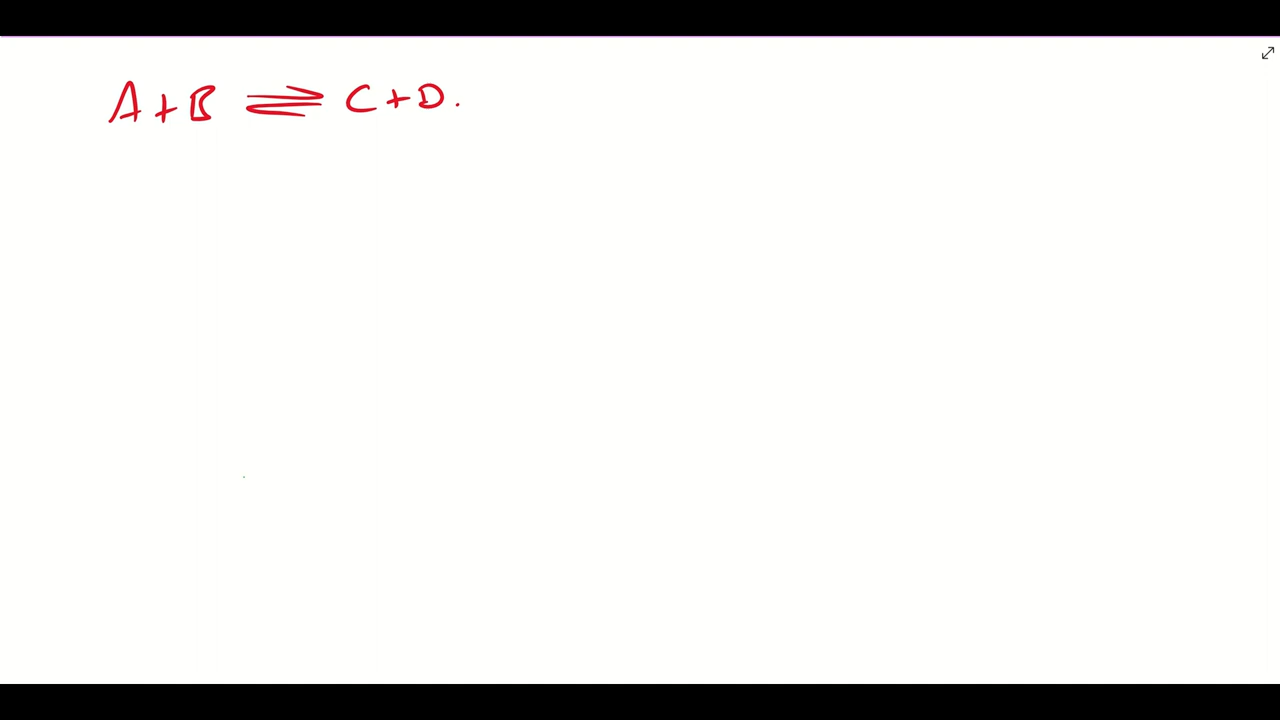 A + B ⇌ C + D.